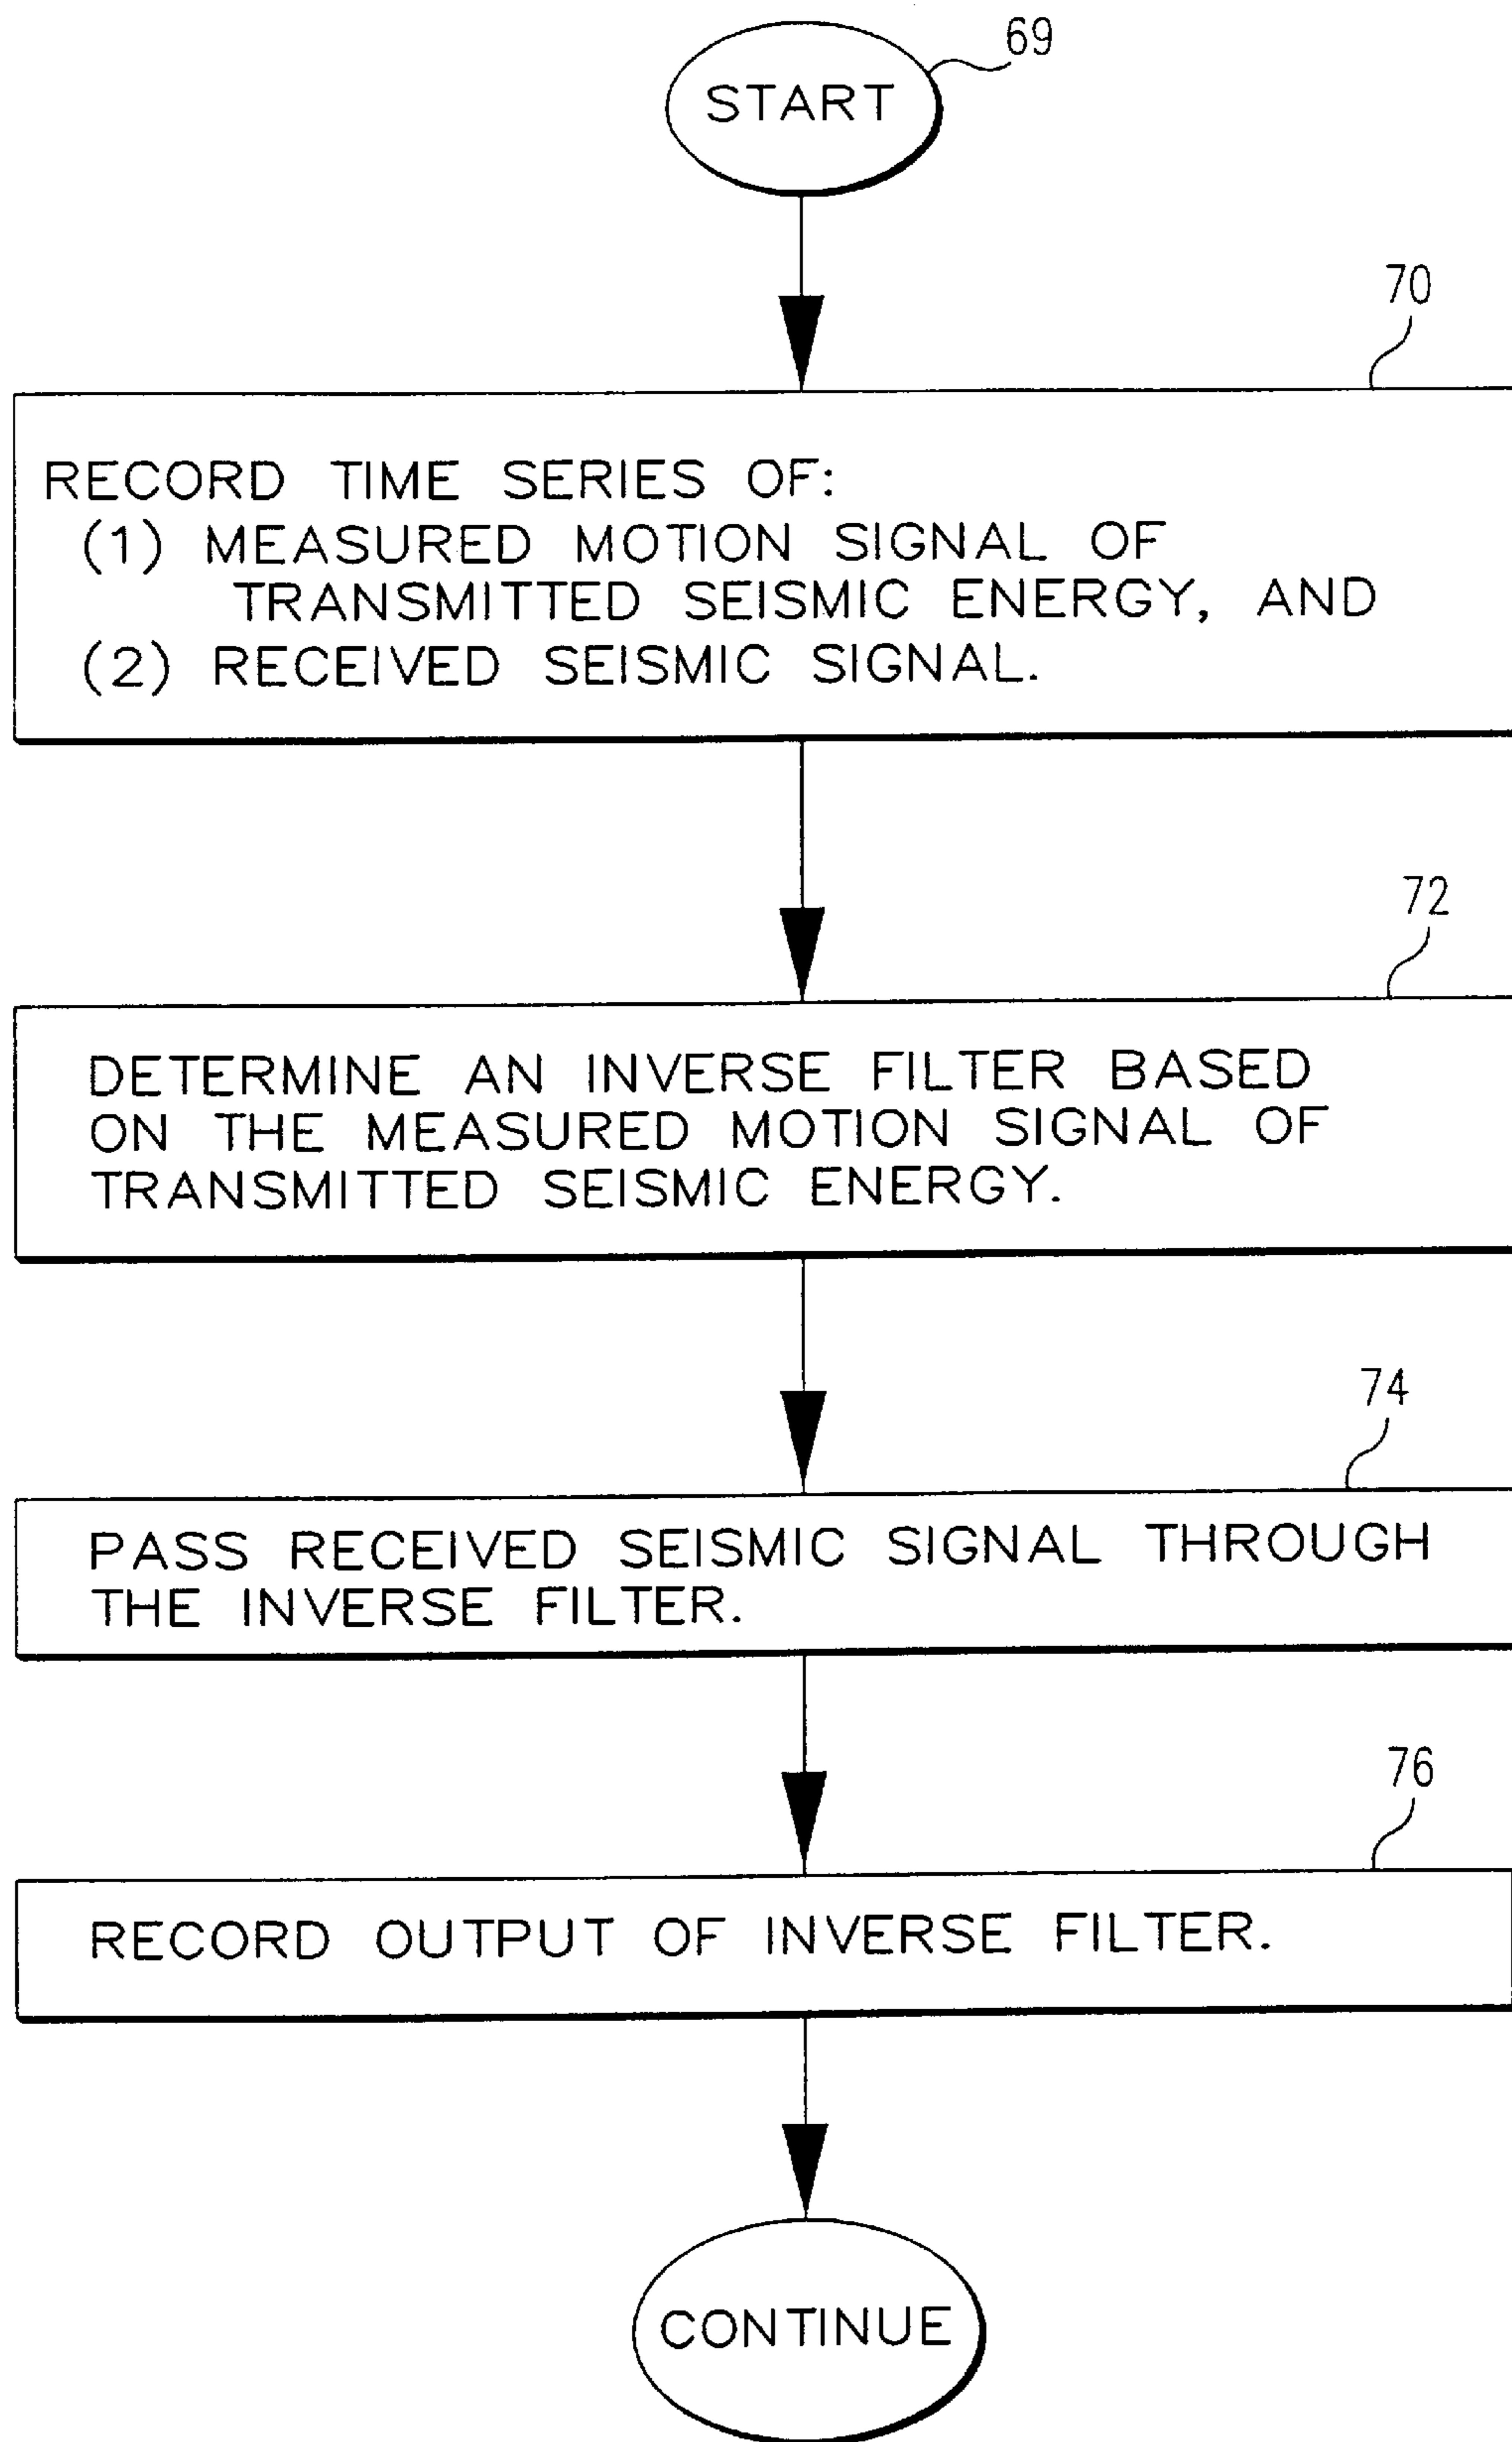 69
START
70
RECORD TIME SERIES OF:
(1) MEASURED MOTION SIGNAL OF
TRANSMITTED SEISMIC ENERGY, AND
(2) RECEIVED SEISMIC SIGNAL.
72
DETERMINE AN INVERSE FILTER BASED
ON THE MEASURED MOTION SIGNAL OF
TRANSMITTED SEISMIC ENERGY.
74
PASS RECEIVED SEISMIC SIGNAL THROUGH
THE INVERSE FILTER.
76
RECORD OUTPUT OF INVERSE FILTER.
CONTINUE